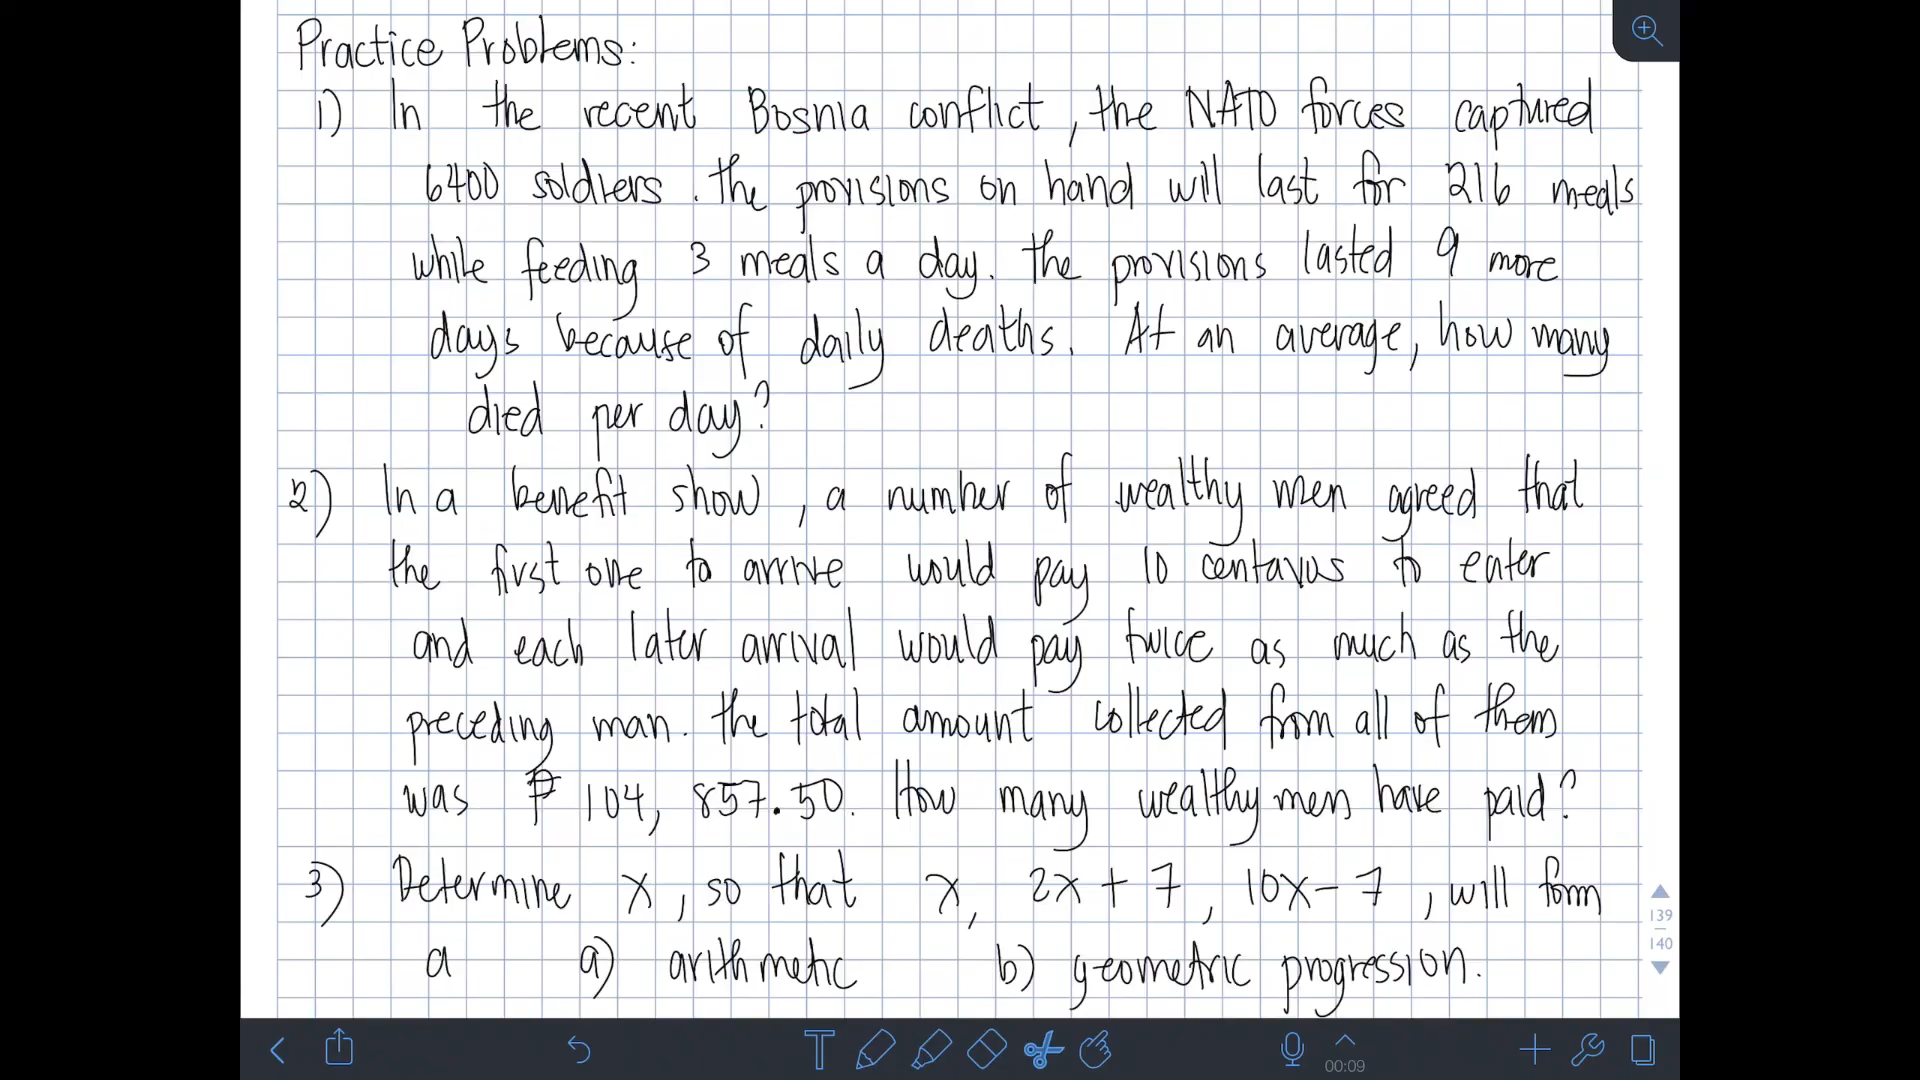 Practice Problems:
1) In the recent Bosnia conflict, the NATO forces captured
6400 soldiers. The provisions on hand will last for 216 meals
while feeding 3 meals a day. The provisions lasted 9 more
days because of daily deaths. At an average, how many
died per day?
2) In a benefit show, a number of wealthy men agreed that
the first one to arrive would pay 10 centavos to enter
and each later arrival would pay twice as much as the
preceding man. The total amount collected from all of them
was ₱ 104, 857.50. How many wealthy men have paid?
3) Determine x, so that x, 2x + 7, 10x - 7, will form
a a) arithmetic b) geometric progression.
139
140
00:09